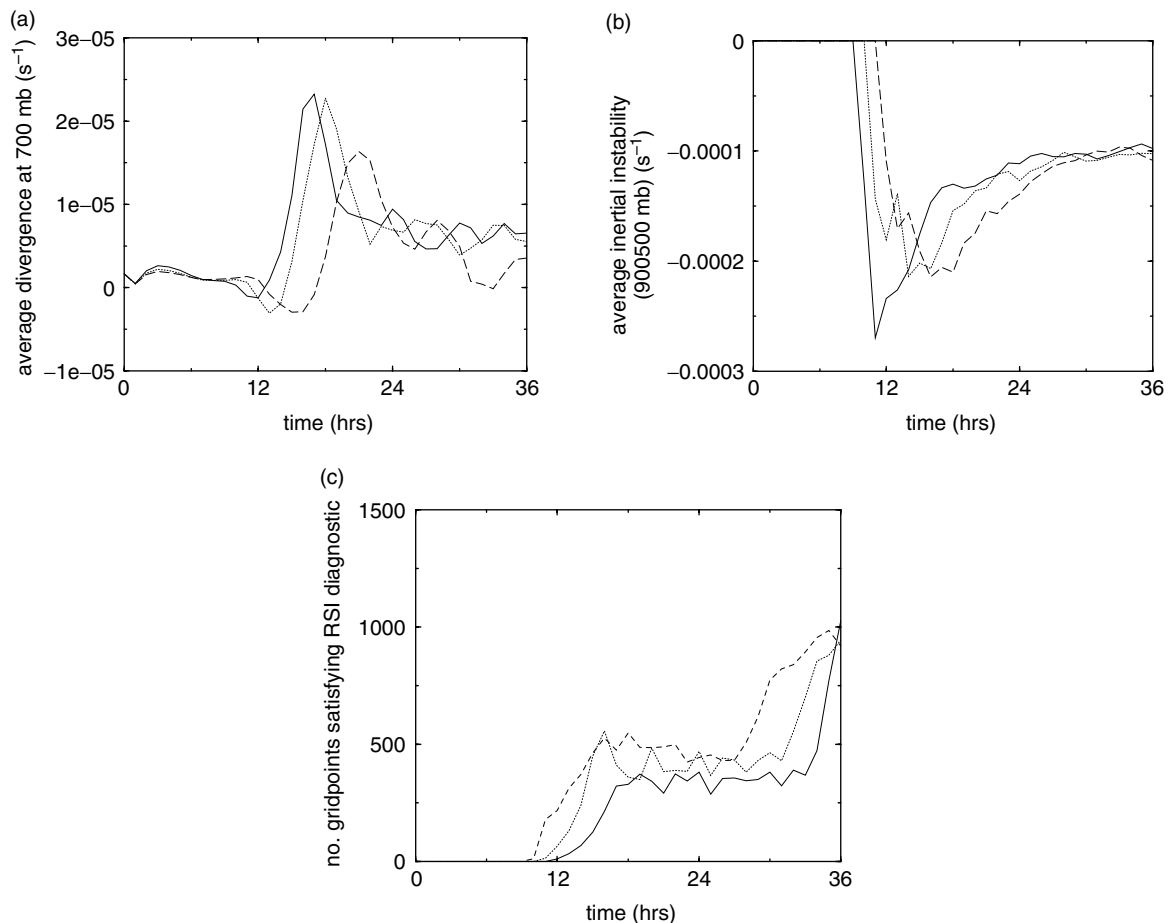 (a)
average divergence at 700 mb (s−1)
3e−05
2e−05
1e−05
0
−1e−05
0
12
24
36
time (hrs)
(b)
average inertial instability
(900500 mb) (s−1)
0
−0.0001
−0.0002
−0.0003
0
12
24
36
time (hrs)
(c)
no. gridpoints satisfying RSI diagnostic
1500
1000
500
0
0
12
24
36
time (hrs)